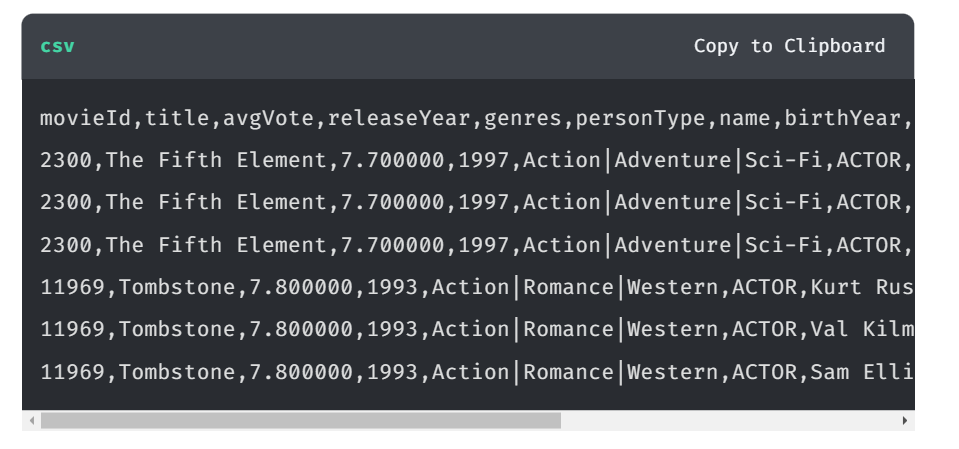 csv
Copy to Clipboard
movieId,title,avgVote,releaseYear,genres,personType,name,birthYear,
2300,The Fifth Element,7.700000,1997,Action|Adventure|Sci-Fi,ACTOR,
2300,The Fifth Element,7.700000,1997,Action|Adventure|Sci-Fi,ACTOR,
2300,The Fifth Element,7.700000,1997,Action|Adventure|Sci-Fi,ACTOR,
11969,Tombstone,7.800000,1993,Action|Romance|Western,ACTOR,Kurt Rus
11969,Tombstone,7.800000,1993,Action|Romance|Western,ACTOR,Val Kilm
11969,Tombstone,7.800000,1993,Action|Romance|Western,ACTOR,Sam Elli